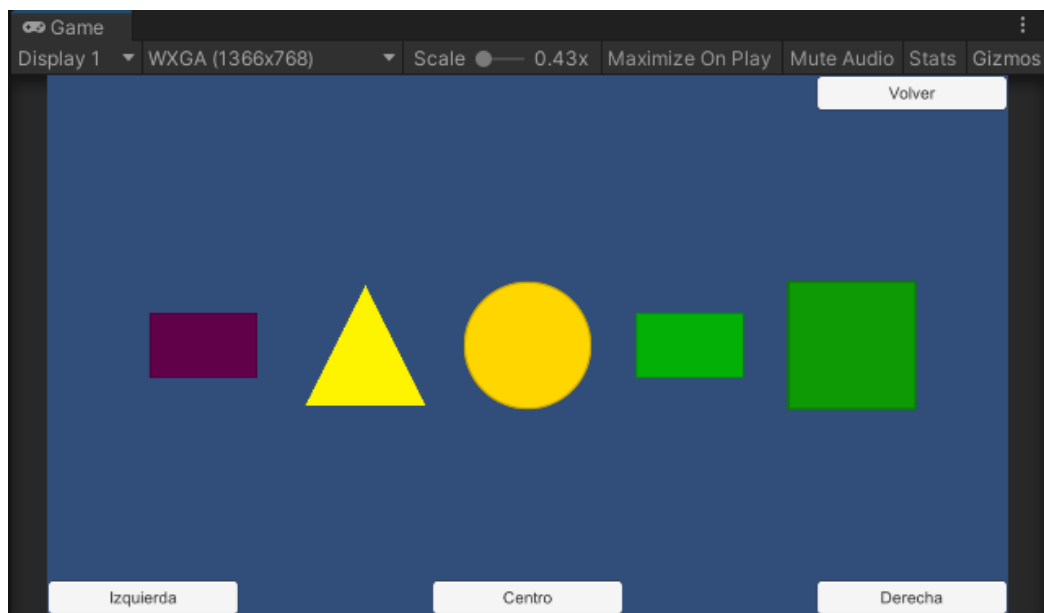 Game
Display 1 WXGA (1366x768) Scale 0.43x Maximize On Play Mute Audio Stats Gizmos
Volver
Izquierda Centro Derecha